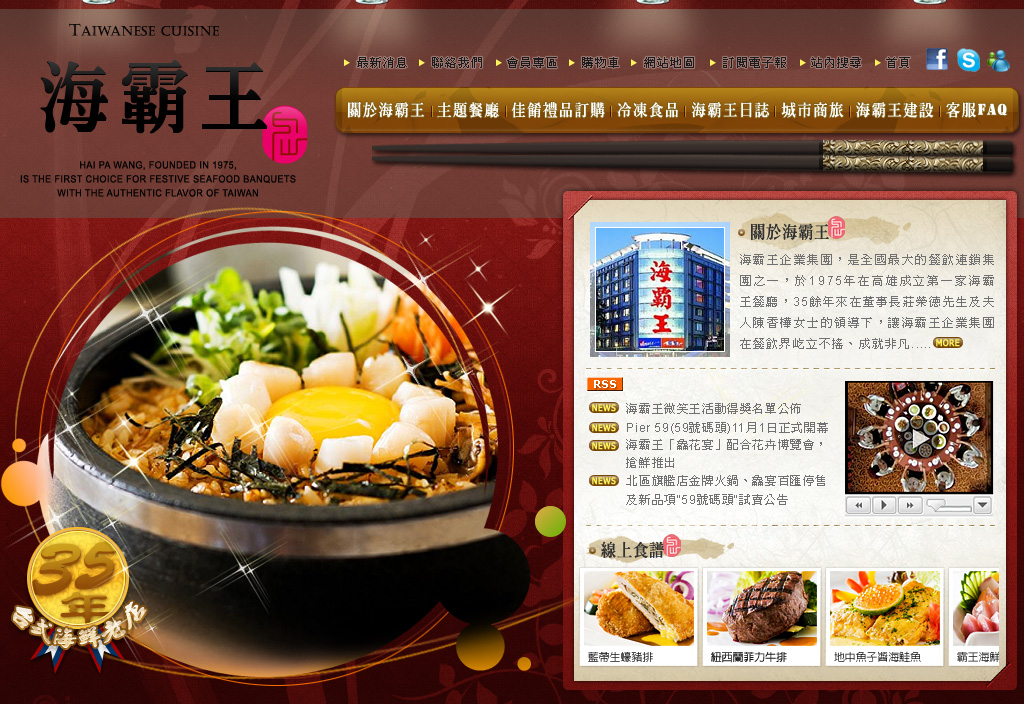 TAIWANESE CUISINE
海霸王
HAI PA WANG, FOUNDED IN 1975,
IS THE FIRST CHOICE FOR FESTIVE SEAFOOD BANQUETS
WITH THE AUTHENTIC FLAVOR OF TAIWAN
最新消息 聯絡我們 會員專區 購物車 網站地圖 訂閱電子報 站內搜尋 首頁
關於海霸王 主題餐廳 佳餚禮品訂購 冷凍食品 海霸王日誌 城市商旅 海霸王建設 客服FAQ
關於海霸王
海霸王
海霸王企業集團，是全國最大的餐飲連鎖集
團之一，於1975年在高雄成立第一家海霸
王餐廳，35餘年來在董事長莊榮德先生及夫
人陳香樺女士的領導下，讓海霸王企業集團
在餐飲界屹立不搖、成就非凡..... MORE
RSS
NEWS 海霸王微笑王活動得獎名單公佈
NEWS Pier 59(59號碼頭)11月1日正式開幕
NEWS 海霸王「鱻花宴」配合花卉博覽會，
搶鮮推出
NEWS 北區旗艦店金牌火鍋、鱻宴百匯停售
及新品項"59號碼頭"試賣公告
線上食譜
藍帶生蠔豬排
紐西蘭菲力牛排
地中魚子醬海鮭魚
霸王海鮮
35
年
台式海鮮老店